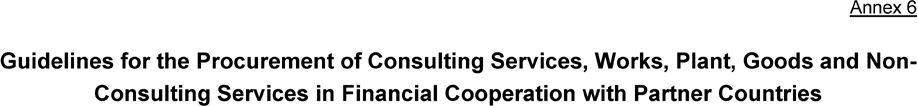 Annex 6
Guidelines for the Procurement of Consulting Services, Works, Plant, Goods and Non-
Consulting Services in Financial Cooperation with Partner Countries